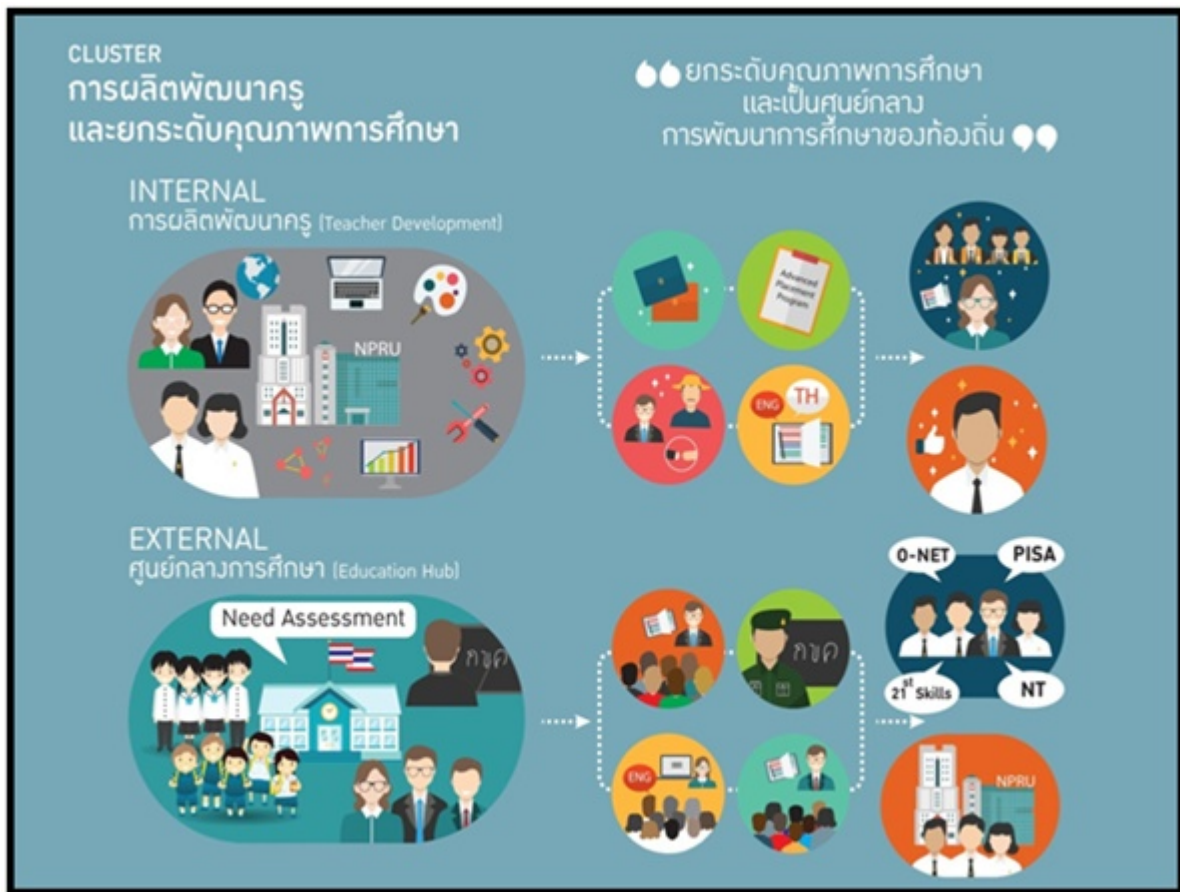 CLUSTER
การผลิตพัฒนาครู
และยกระดับคุณภาพการศึกษา
ยกระดับคุณภาพการศึกษา
และเป็นศูนย์กลาง
การพัฒนาการศึกษาของท้องถิ่น
INTERNAL
การผลิตพัฒนาครู (Teacher Development)
NPRU
Advanced
Placement
Program
ENG
TH
EXTERNAL
ศูนย์กลางการศึกษา (Education Hub)
Need Assessment
กขค
กขค
ENG
O-NET
PISA
21st Skills
NT
NPRU